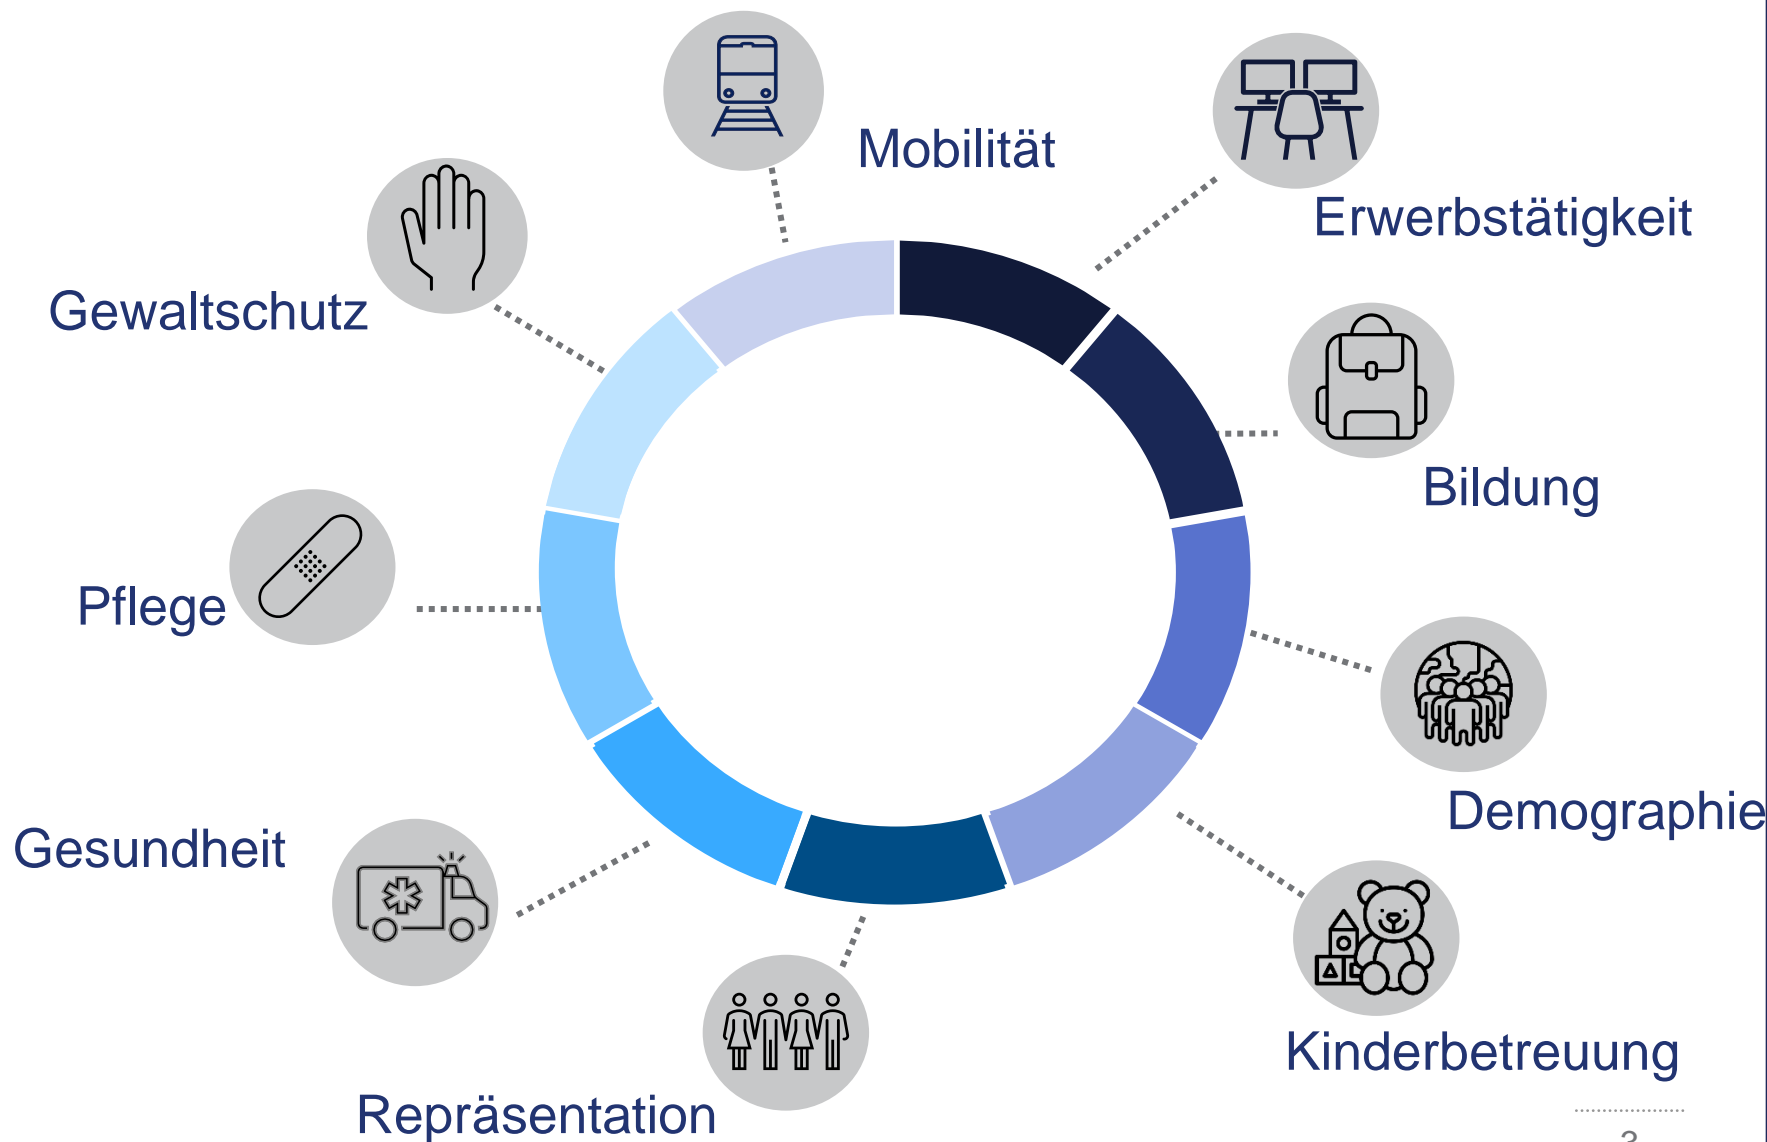 Mobilität
Erwerbstätigkeit
Gewaltschutz
Bildung
Pflege
Demographie
Gesundheit
Kinderbetreuung
Repräsentation